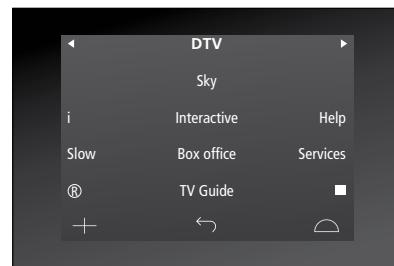 DTV
Sky
i Interactive Help
Slow Box office Services
® TV Guide